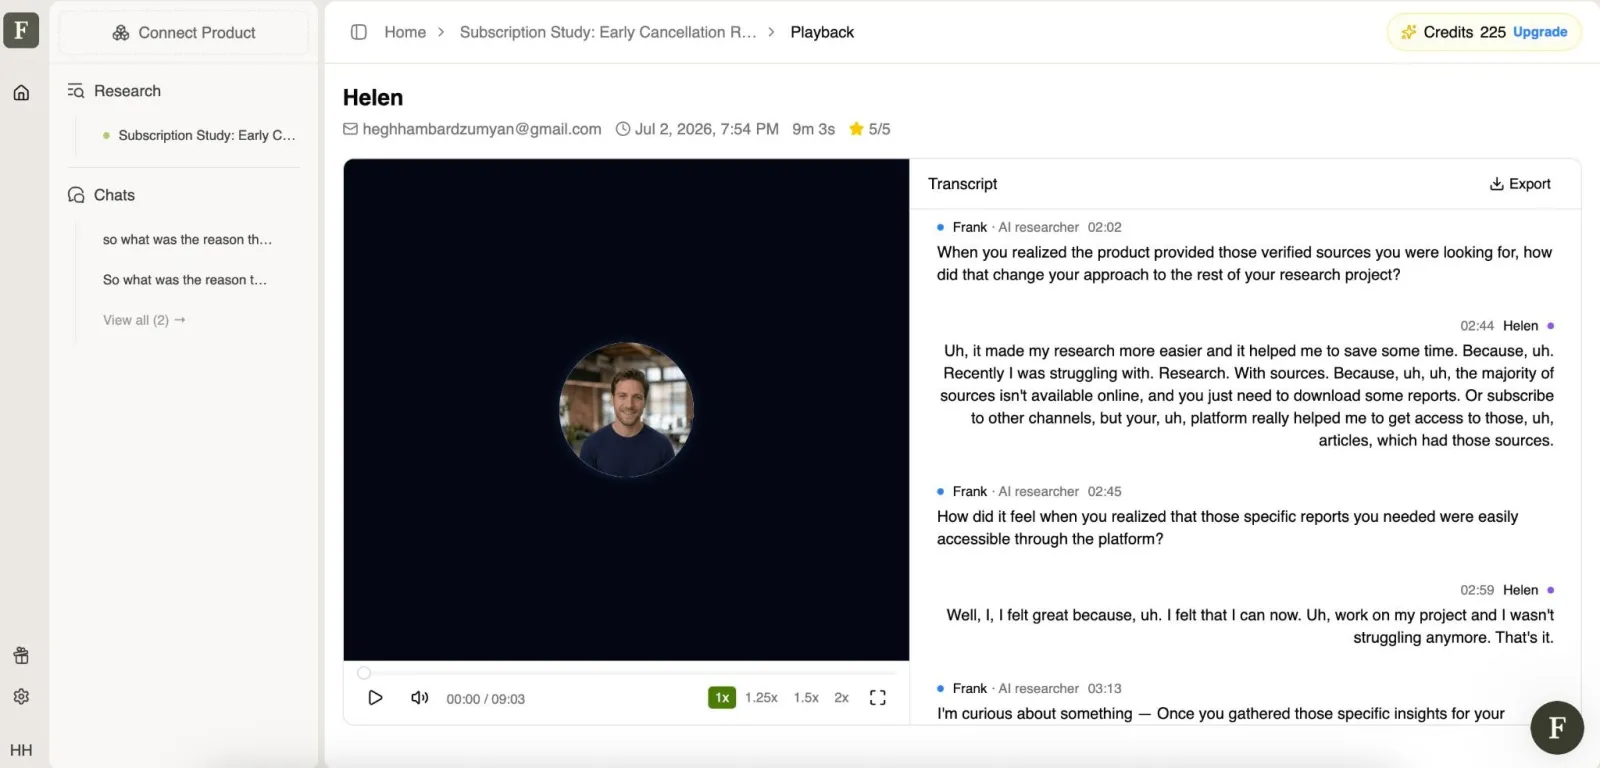 F
Connect Product
Home > Subscription Study: Early Cancellation R... > Playback
Credits 225 Upgrade
Research
Subscription Study: Early C...
Chats
so what was the reason th...
So what was the reason t...
View all (2) →
HH
Helen
heghhambardzumyan@gmail.com Jul 2, 2026, 7:54 PM 9m 3s 5/5
00:00 / 09:03
1x 1.25x 1.5x 2x
Transcript
Export
Frank · AI researcher 02:02
When you realized the product provided those verified sources you were looking for, how
did that change your approach to the rest of your research project?
02:44 Helen
Uh, it made my research more easier and it helped me to save some time. Because, uh.
Recently I was struggling with. Research. With sources. Because, uh, uh, the majority of
sources isn't available online, and you just need to download some reports. Or subscribe
to other channels, but your, uh, platform really helped me to get access to those, uh,
articles, which had those sources.
Frank · AI researcher 02:45
How did it feel when you realized that those specific reports you needed were easily
accessible through the platform?
02:59 Helen
Well, I, I felt great because, uh. I felt that I can now. Uh, work on my project and I wasn't
struggling anymore. That's it.
Frank · AI researcher 03:13
I'm curious about something — Once you gathered those specific insights for your
F